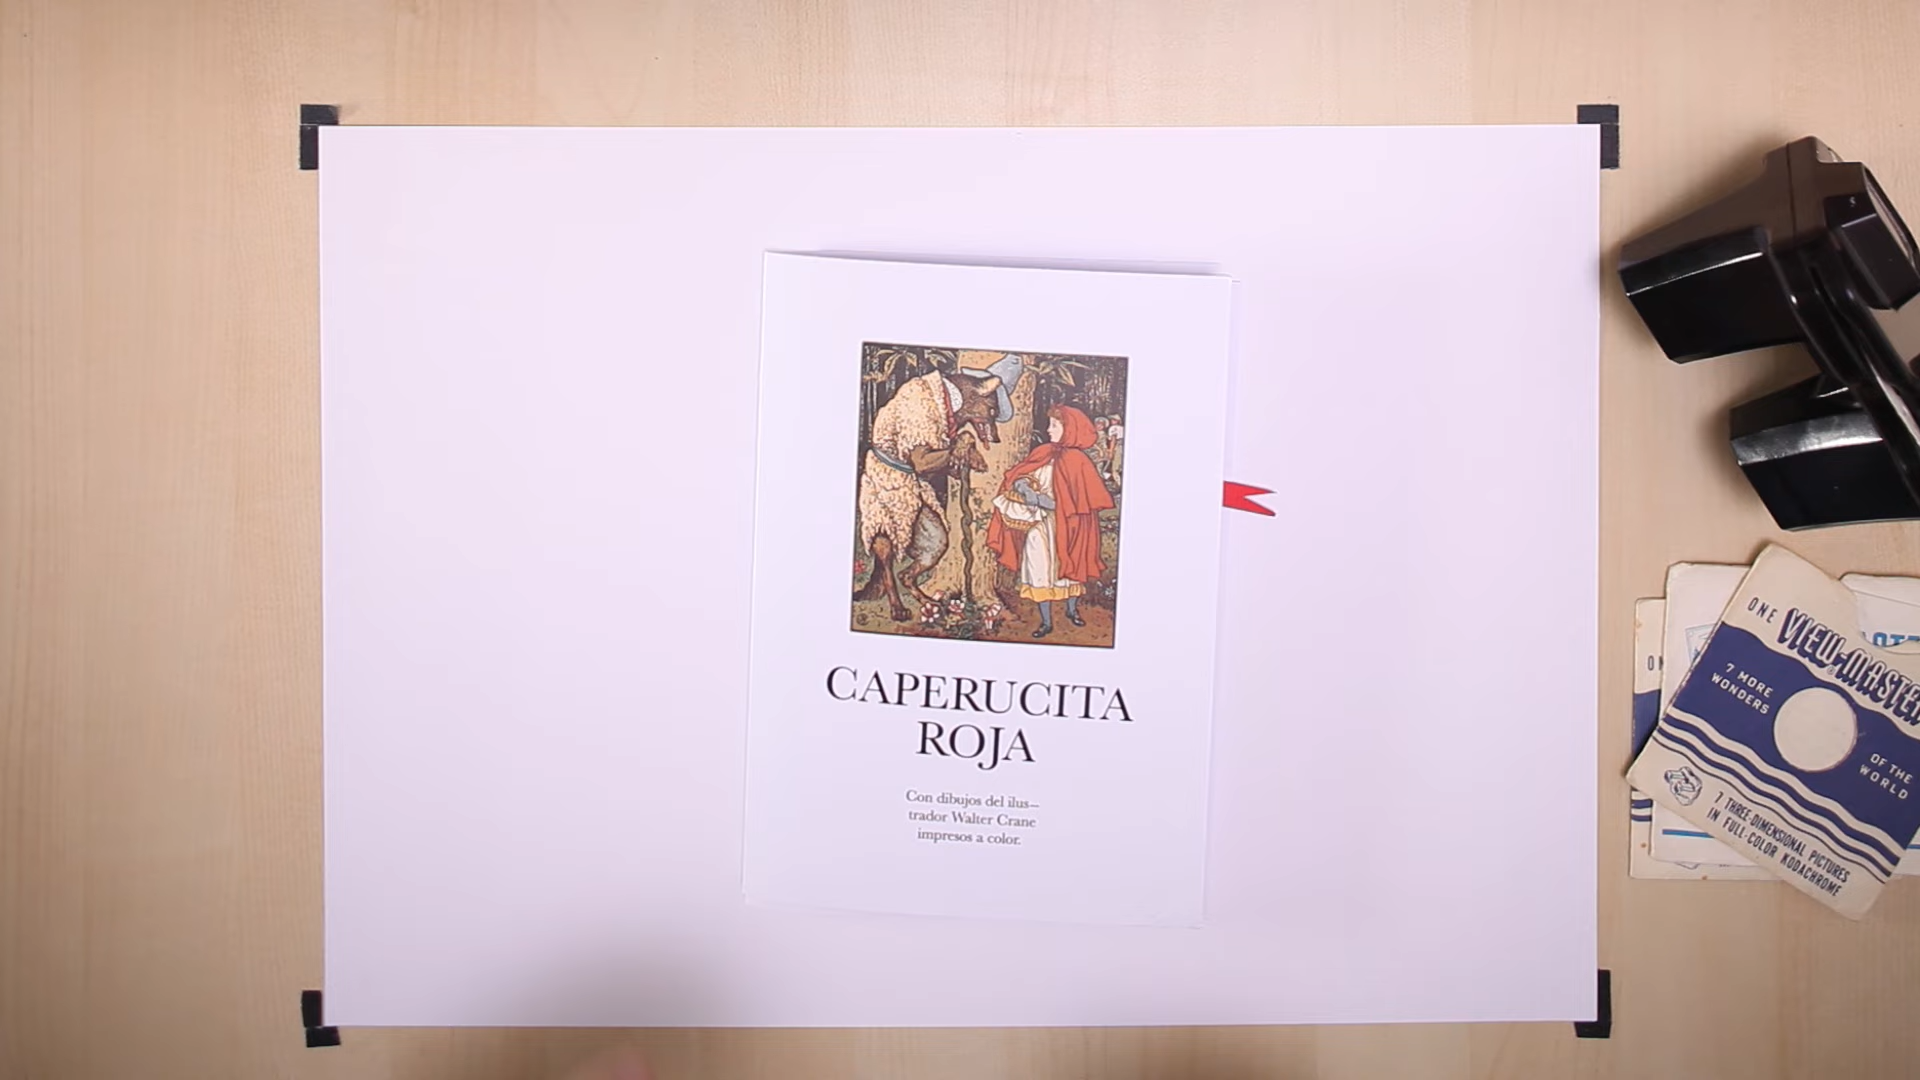 CAPERUCITA
ROJA
Con dibujos del ilus—
trador Walter Crane
impresos a color.
ONE
VIEW-MASTER
7 MORE
WONDERS
OF THE
WORLD
7 THREE-DIMENSIONAL PICTURES
IN FULL-COLOR KODACHROME